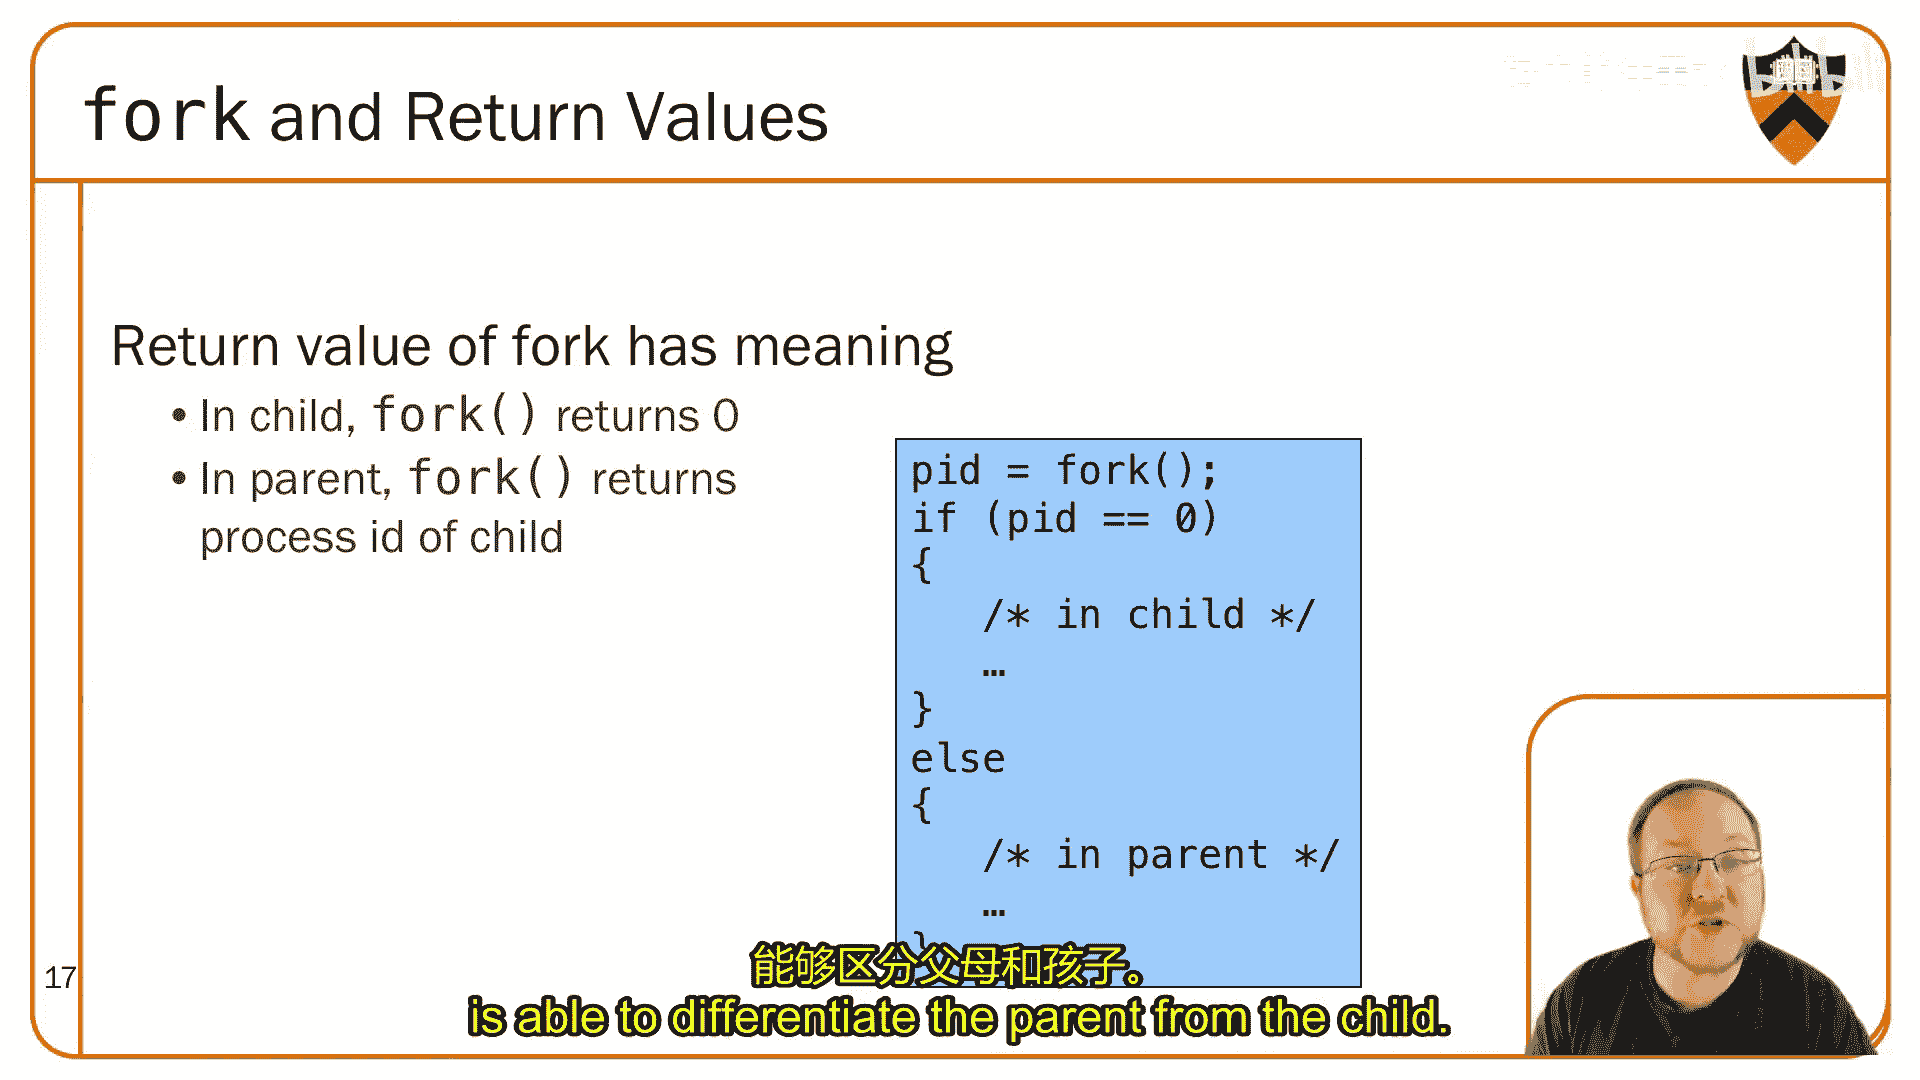 fork and Return Values
Return value of fork has meaning
• In child, fork() returns 0
• In parent, fork() returns
process id of child
pid = fork();
if (pid == 0)
{
/* in child */
…
}
else
{
/* in parent */
…
}
能够区分父母和孩子。
is able to differentiate the parent from the child.
17